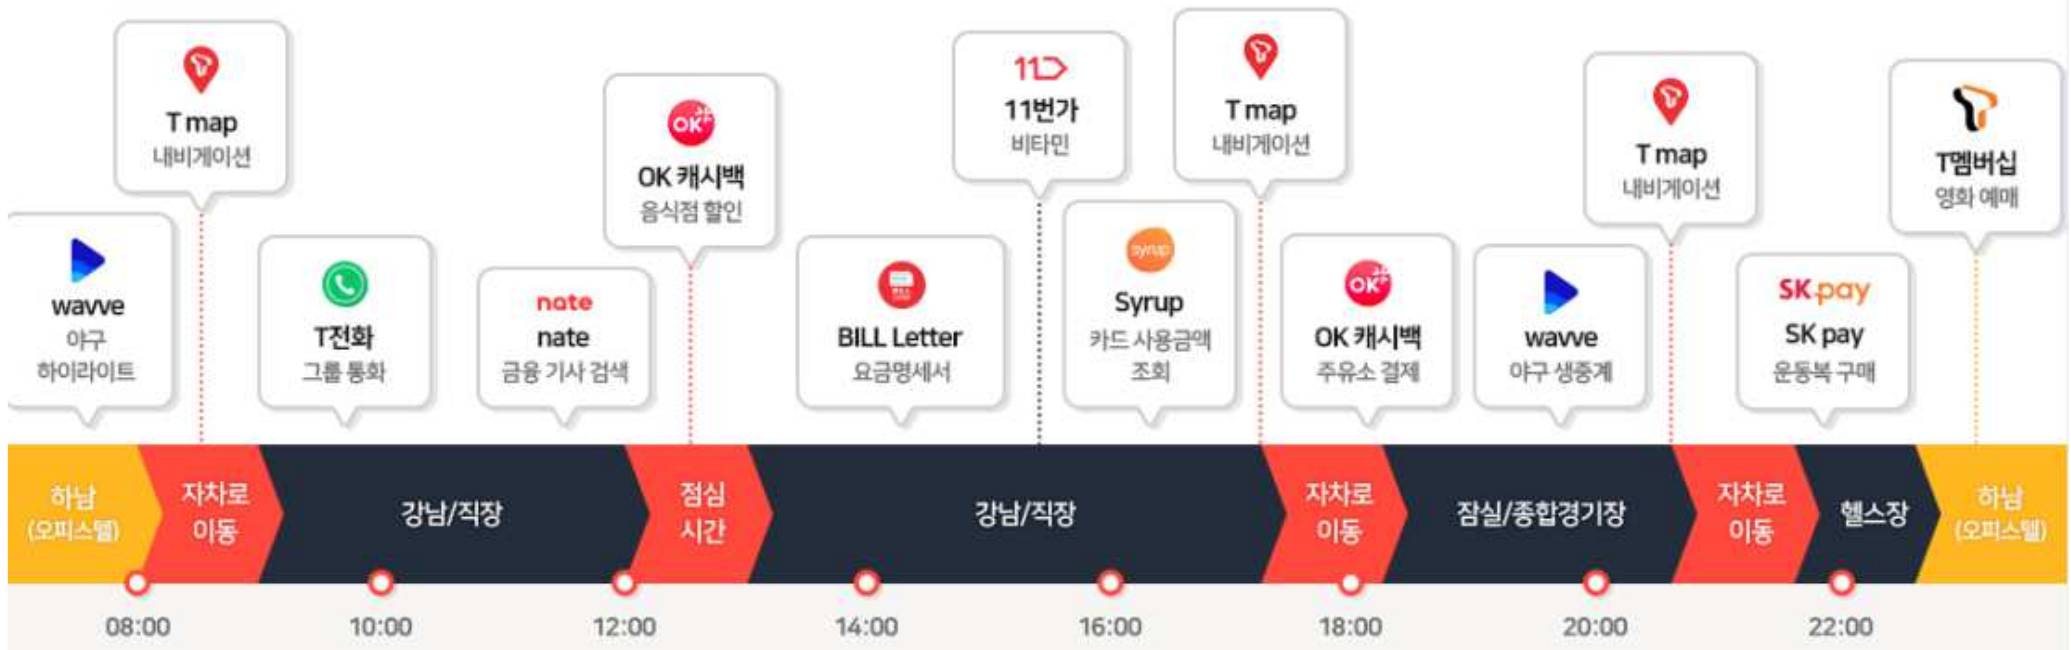 T map
내비게이션
wavve
야구
하이라이트
T전화
그룹 통화
nate
nate
금융 기사 검색
OK
OK 캐시백
음식점 할인
BILL Letter
요금명세서
11번가
비타민
syrup
Syrup
카드 사용금액
조회
T map
내비게이션
OK
OK 캐시백
주유소 결제
wavve
야구 생중계
T map
내비게이션
SK pay
SK pay
운동복 구매
T멤버십
영화 예매
하남
(오피스텔)
자차로
이동
강남/직장
점심
시간
강남/직장
자차로
이동
잠실/종합경기장
자차로
이동
헬스장
하남
(오피스텔)
08:00
10:00
12:00
14:00
16:00
18:00
20:00
22:00